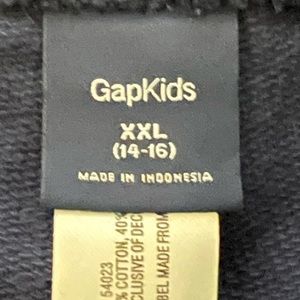 GapKids
XXL
(14-16)
MADE IN INDONESIA
54023
% COTTON, 40%
CLUSIVE OF DEC
BEL MADE FROM